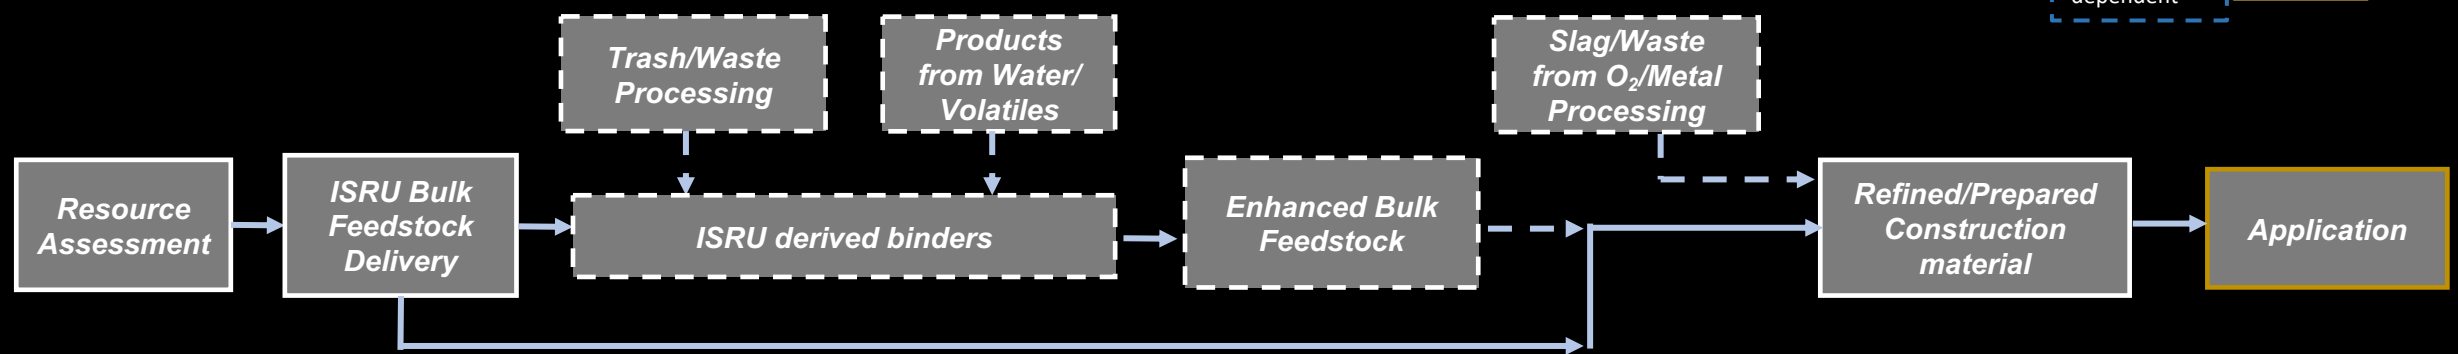 dependent
Trash/Waste
Processing
Products
from Water/
Volatiles
Slag/Waste
from O₂/Metal
Processing
Resource
Assessment
ISRU Bulk
Feedstock
Delivery
ISRU derived binders
Enhanced Bulk
Feedstock
Refined/Prepared
Construction
material
Application